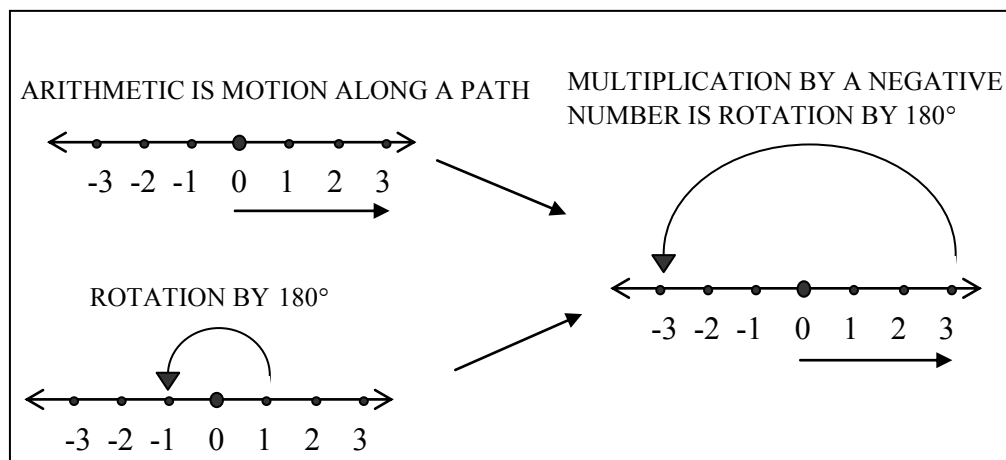 ARITHMETIC IS MOTION ALONG A PATH
-3 -2 -1 0 1 2 3
ROTATION BY 180°
-3 -2 -1 0 1 2 3
MULTIPLICATION BY A NEGATIVE
NUMBER IS ROTATION BY 180°
-3 -2 -1 0 1 2 3